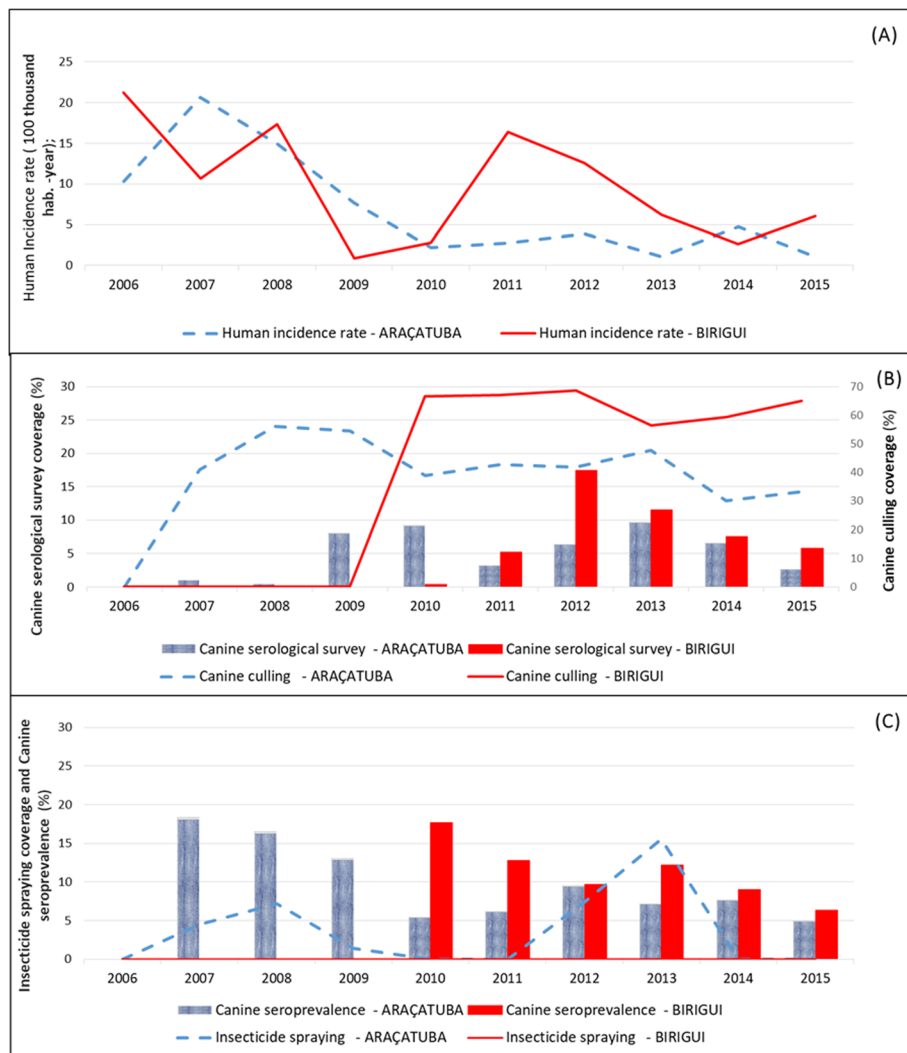 (A)
Human Incidence rate ( 100 thousand
hab. -year);
25
20
15
10
5
0
2006 2007 2008 2009 2010 2011 2012 2013 2014 2015
Human incidence rate - ARAÇATUBA Human incidence rate - BIRIGUI
(B)
Canine serological survey coverage (%)
30
25
20
15
10
5
0
70
60
50
40
30
20
10
0
Canine culling coverage (%)
2006 2007 2008 2009 2010 2011 2012 2013 2014 2015
Canine serological survey - ARAÇATUBA Canine serological survey - BIRIGUI
Canine culling - ARAÇATUBA Canine culling - BIRIGUI
(C)
Insecticide spraying coverage and Canine
seroprevalence (%)
30
25
20
15
10
5
0
2006 2007 2008 2009 2010 2011 2012 2013 2014 2015
Canine seroprevalence - ARAÇATUBA Canine seroprevalence - BIRIGUI
Insecticide spraying - ARAÇATUBA Insecticide spraying - BIRIGUI